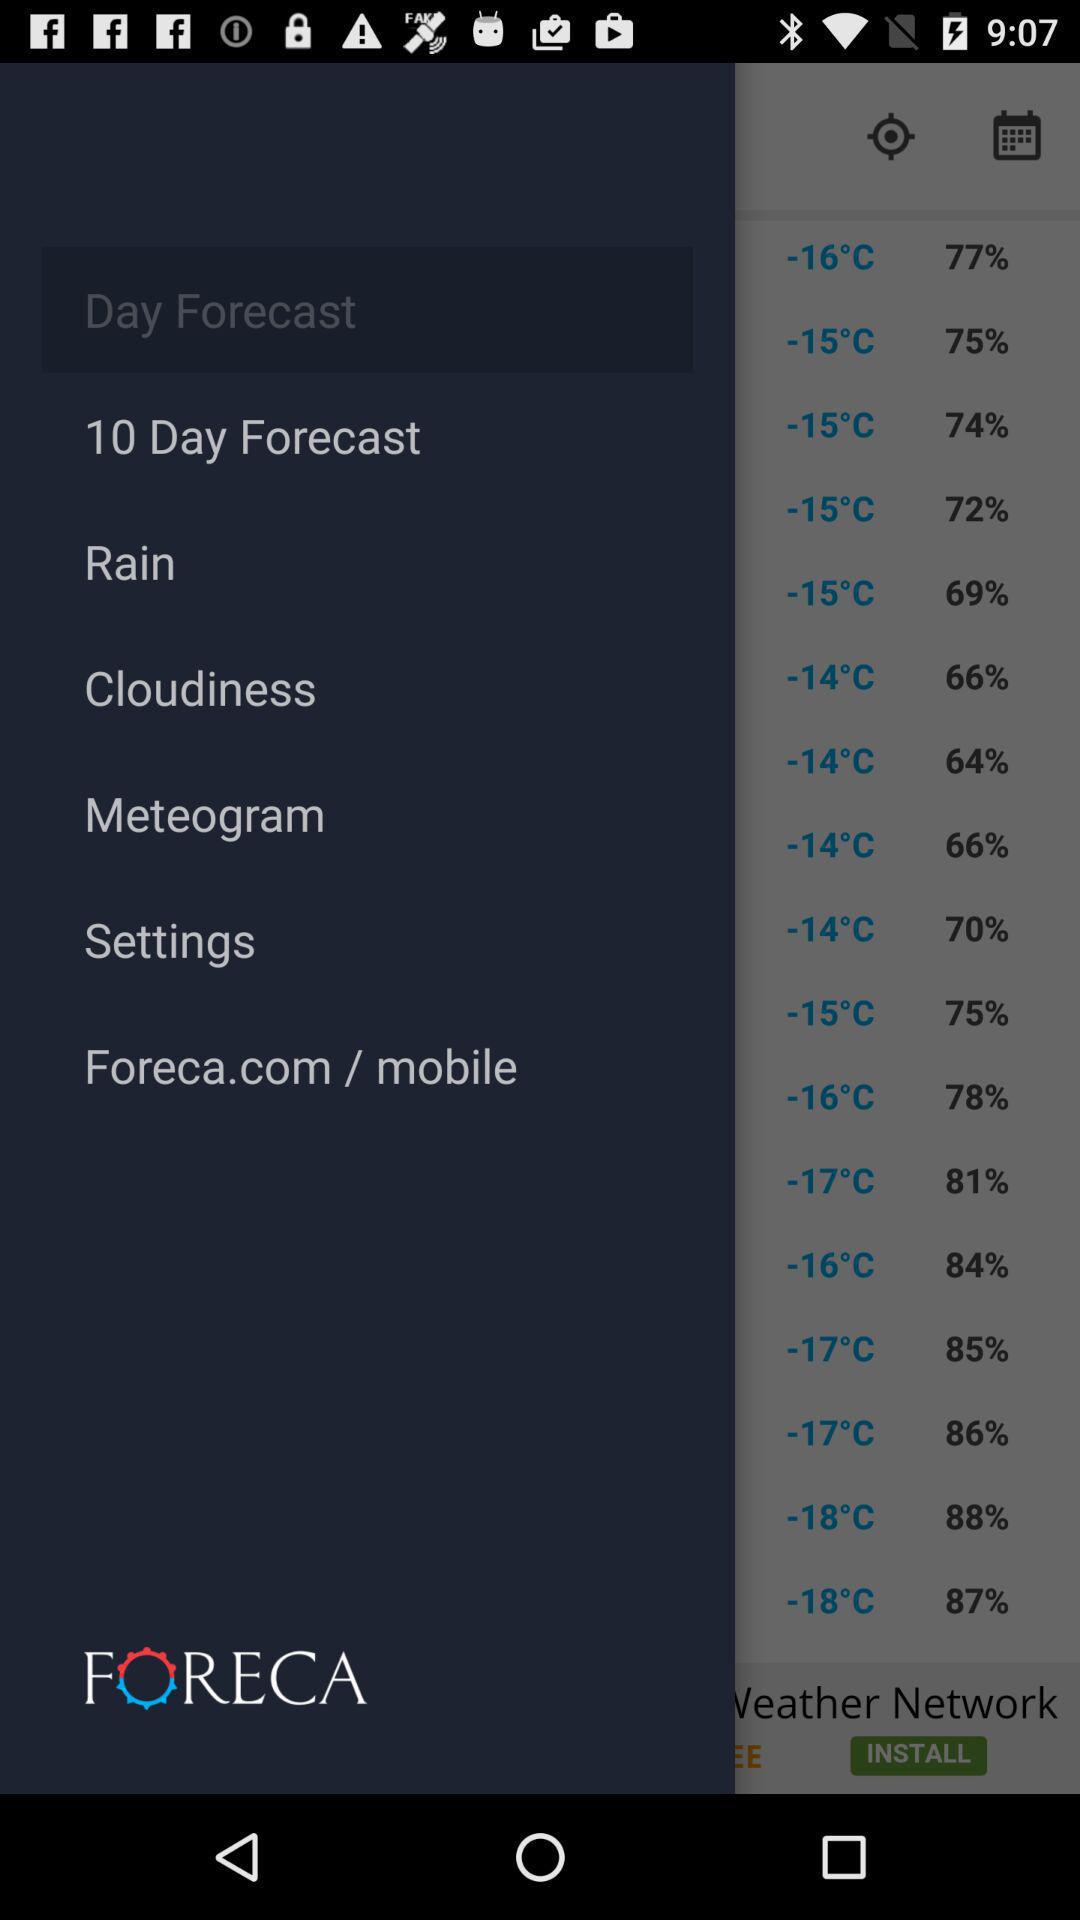 FAKE
9:07
Day Forecast
10 Day Forecast
Rain
Cloudiness
Meteogram
Settings
Foreca.com / mobile
FORECA
-16°C 77%
-15°C 75%
-15°C 74%
-15°C 72%
-15°C 69%
-14°C 66%
-14°C 64%
-14°C 66%
-14°C 70%
-15°C 75%
-16°C 78%
-17°C 81%
-16°C 84%
-17°C 85%
-17°C 86%
-18°C 88%
-18°C 87%
Weather Network
EE INSTALL